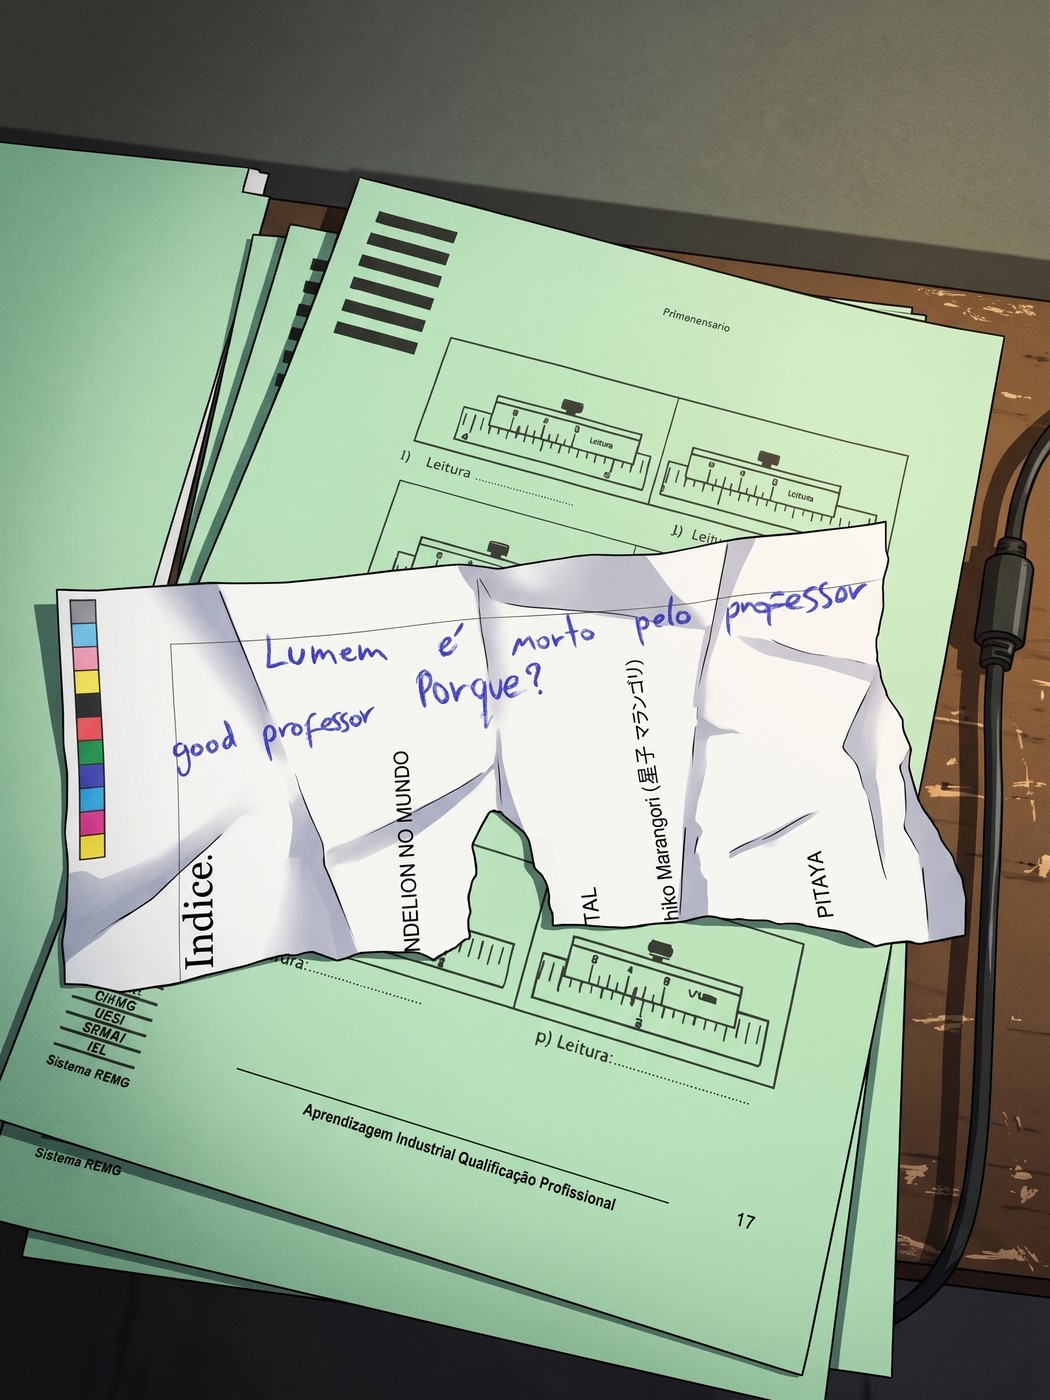 Primenensario
Leitura
Leitura
l) Leitura
J)
Lumem é morto pelo professor
Porque?
good professor
Indice.
NDELION NO MUNDO
TAL
hiko Marangori (星子 マランゴリ)
PITAYA
p) Leitura:
CIHMG
UESI
SRMAI
IEL
Sistema REMG
Aprendizagem Industrial Qualificação Profissional
17
Sistema REMG